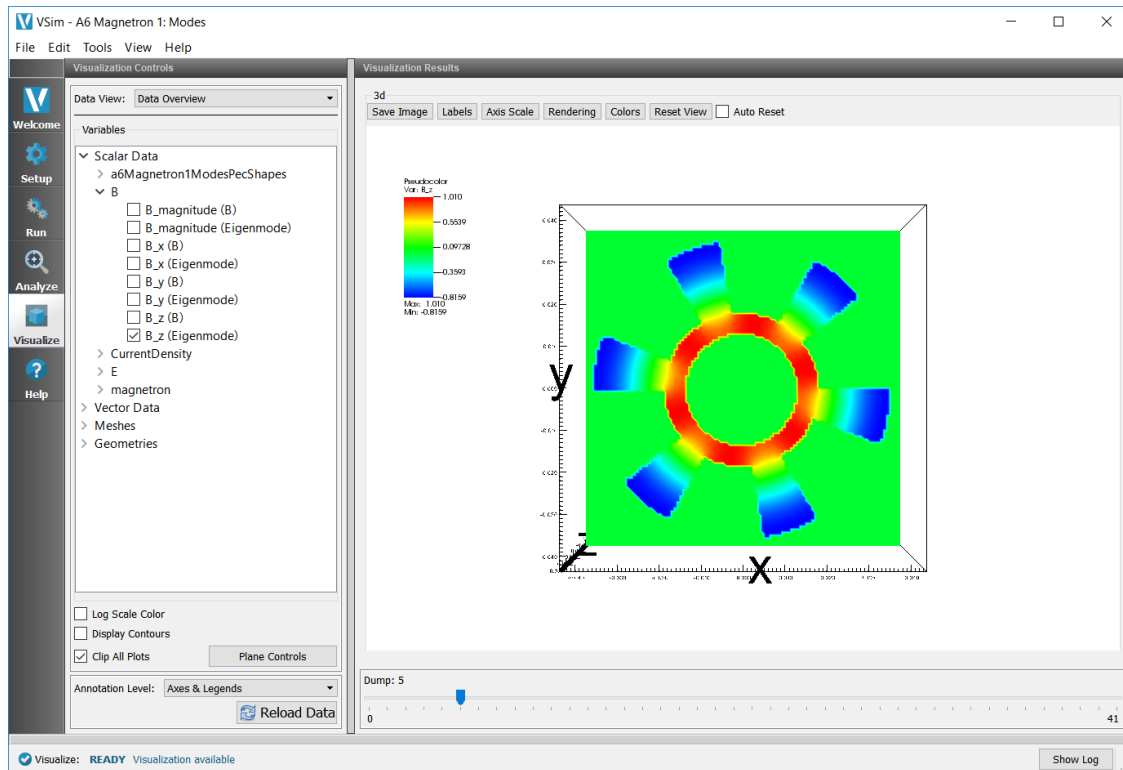 VSim - A6 Magnetron 1: Modes
File Edit Tools View Help
Visualization Controls
Data View: Data Overview
Variables
Scalar Data
a6Magnetron1ModesPecShapes
B
B_magnitude (B)
B_magnitude (Eigenmode)
B_x (B)
B_x (Eigenmode)
B_y (B)
B_y (Eigenmode)
B_z (B)
B_z (Eigenmode)
CurrentDensity
E
magnetron
Vector Data
Meshes
Geometries
Log Scale Color
Display Contours
Clip All Plots Plane Controls
Annotation Level: Axes & Legends
Reload Data
Welcome
Setup
Run
Analyze
Visualize
Help
Visualization Results
3d
Save Image Labels Axis Scale Rendering Colors Reset View Auto Reset
Pseudocolor
Var: B_z
1.010
0.5539
0.09728
-0.3593
-0.8159
Max: 1.010
Min: -0.8159
y
z
x
Dump: 5
0 41
Visualize: READY Visualization available
Show Log